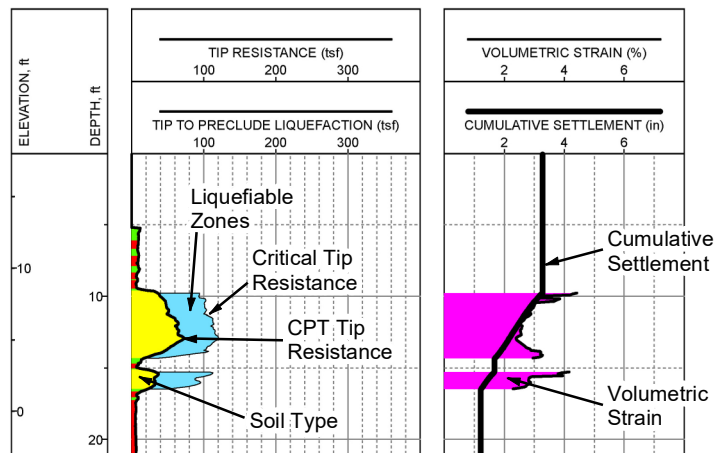 ELEVATION, ft
DEPTH, ft
TIP RESISTANCE (tsf)
100 200 300
TIP TO PRECLUDE LIQUEFACTION (tsf)
100 200 300
VOLUMETRIC STRAIN (%)
2 4 6
CUMULATIVE SETTLEMENT (in)
2 4 6
Liquefiable
Zones
Critical Tip
Resistance
CPT Tip
Resistance
Soil Type
Cumulative
Settlement
Volumetric
Strain
10
0
10
20